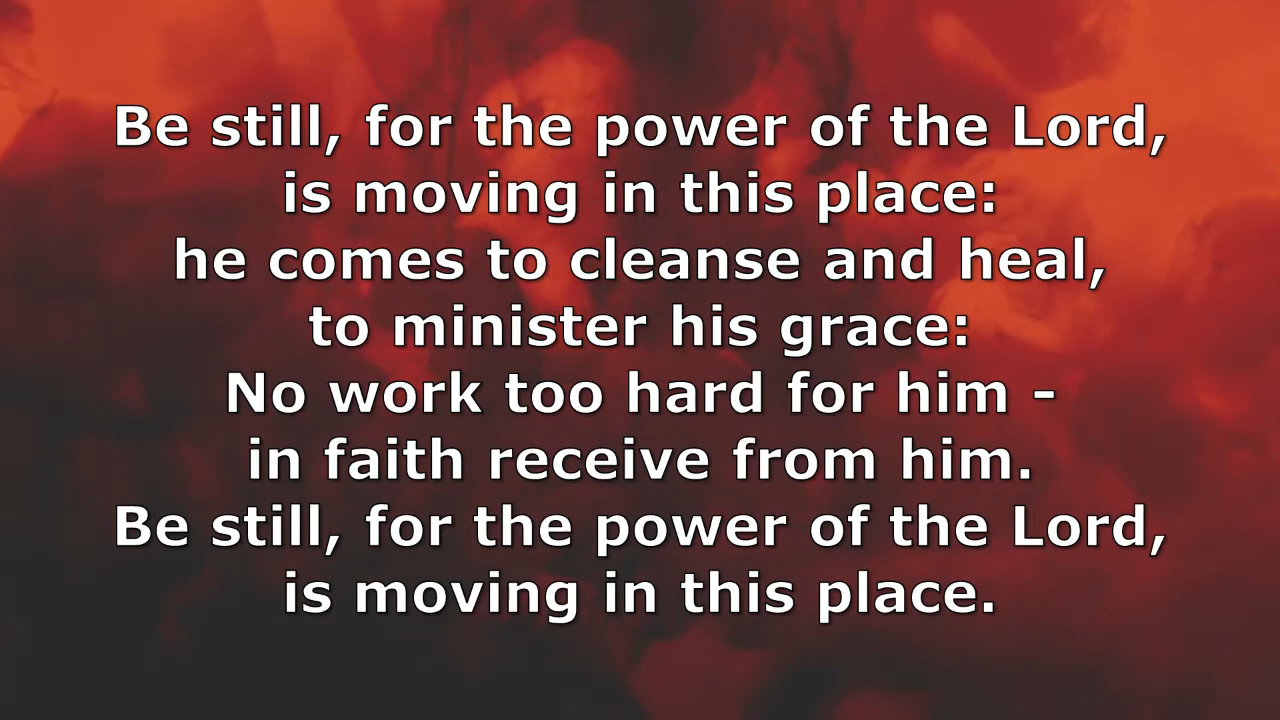 Be still, for the power of the Lord,
is moving in this place:
he comes to cleanse and heal,
to minister his grace:
No work too hard for him -
in faith receive from him.
Be still, for the power of the Lord,
is moving in this place.